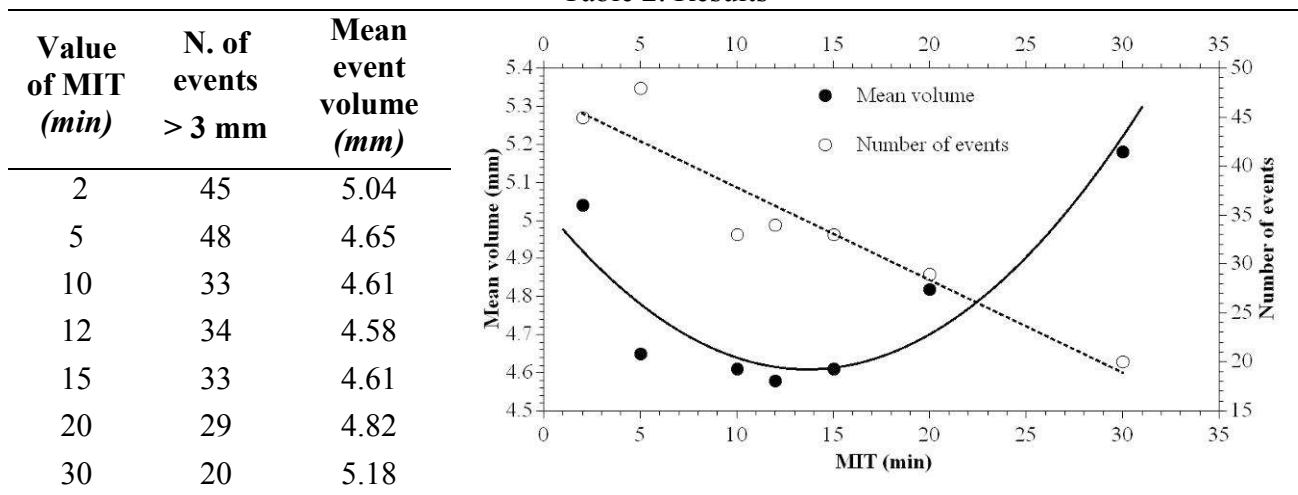 Table 2. Results
Value of MIT (min) N. of events > 3 mm Mean event volume (mm)
2 45 5.04
5 48 4.65
10 33 4.61
12 34 4.58
15 33 4.61
20 29 4.82
30 20 5.18
0 5 10 15 20 25 30 35
5.4
5.3
5.2
5.1
5
4.9
4.8
4.7
4.6
4.5
Mean volume (mm)
Mean volume
Number of events
50
45
40
35
30
25
20
15
Number of events
0 5 10 15 20 25 30 35
MIT (min)